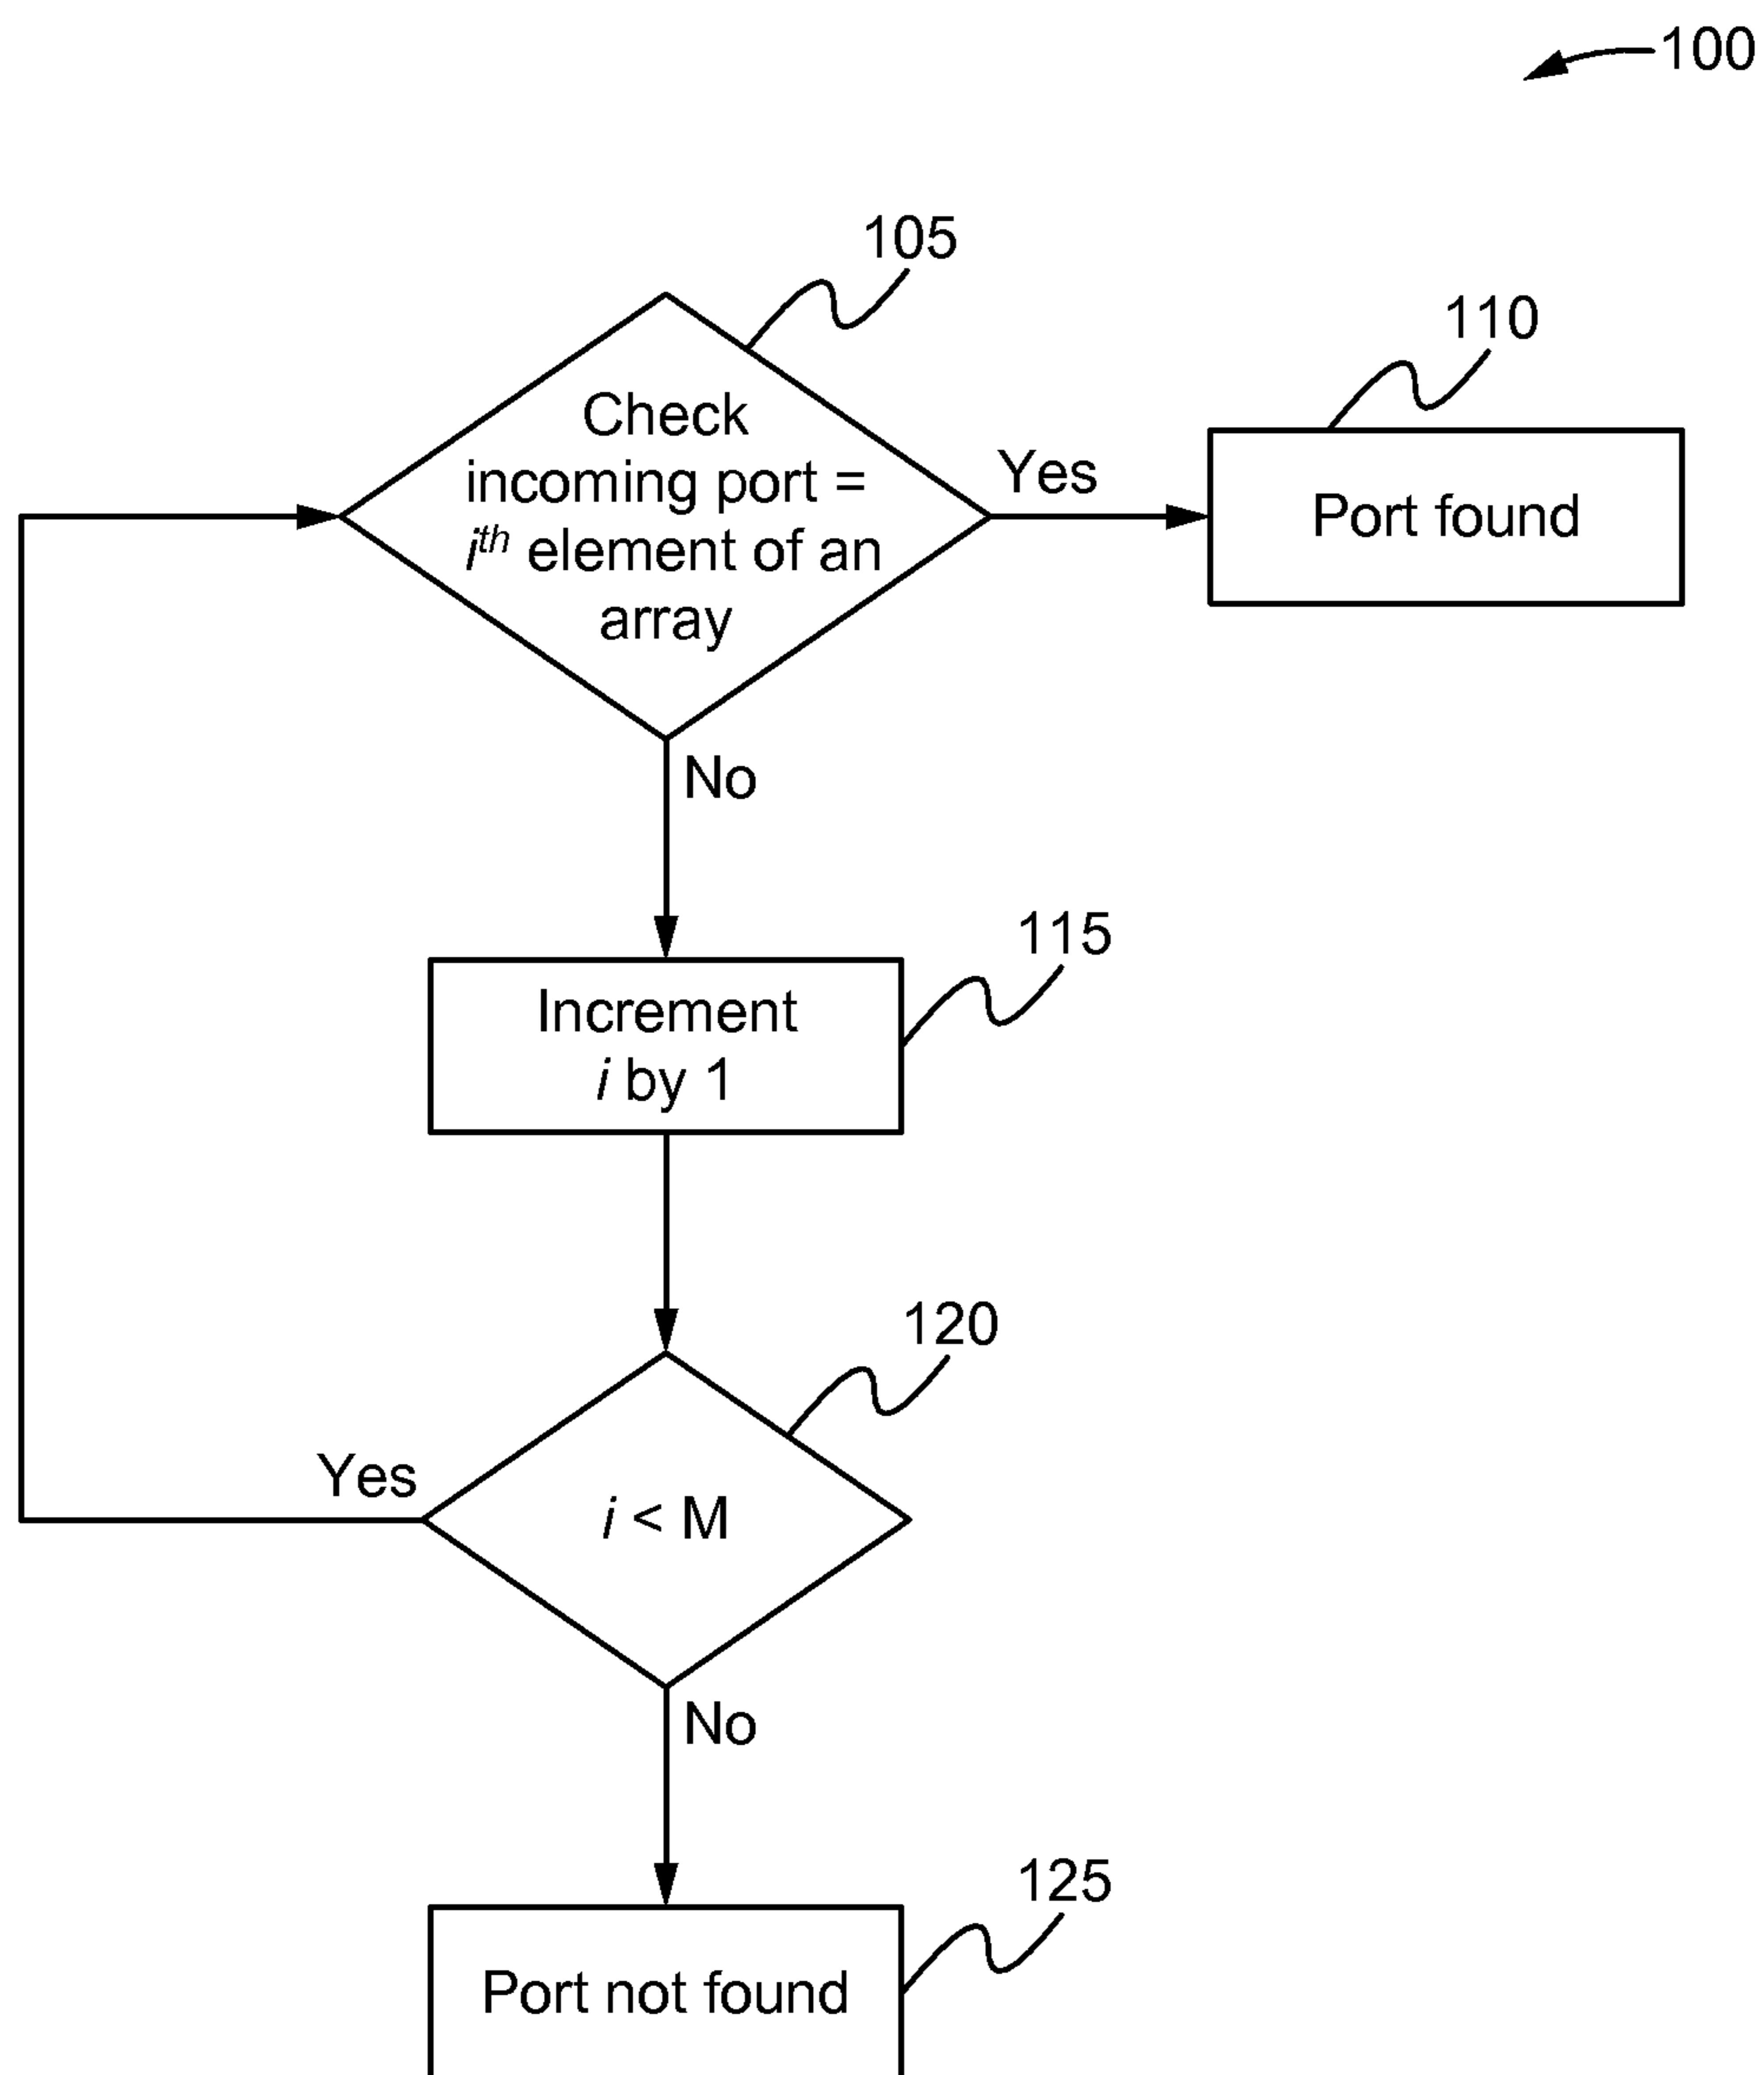 100
105
Check
incoming port =
ith element of an
array
Yes
110
Port found
No
115
Increment
i by 1
120
Yes
i < M
No
125
Port not found